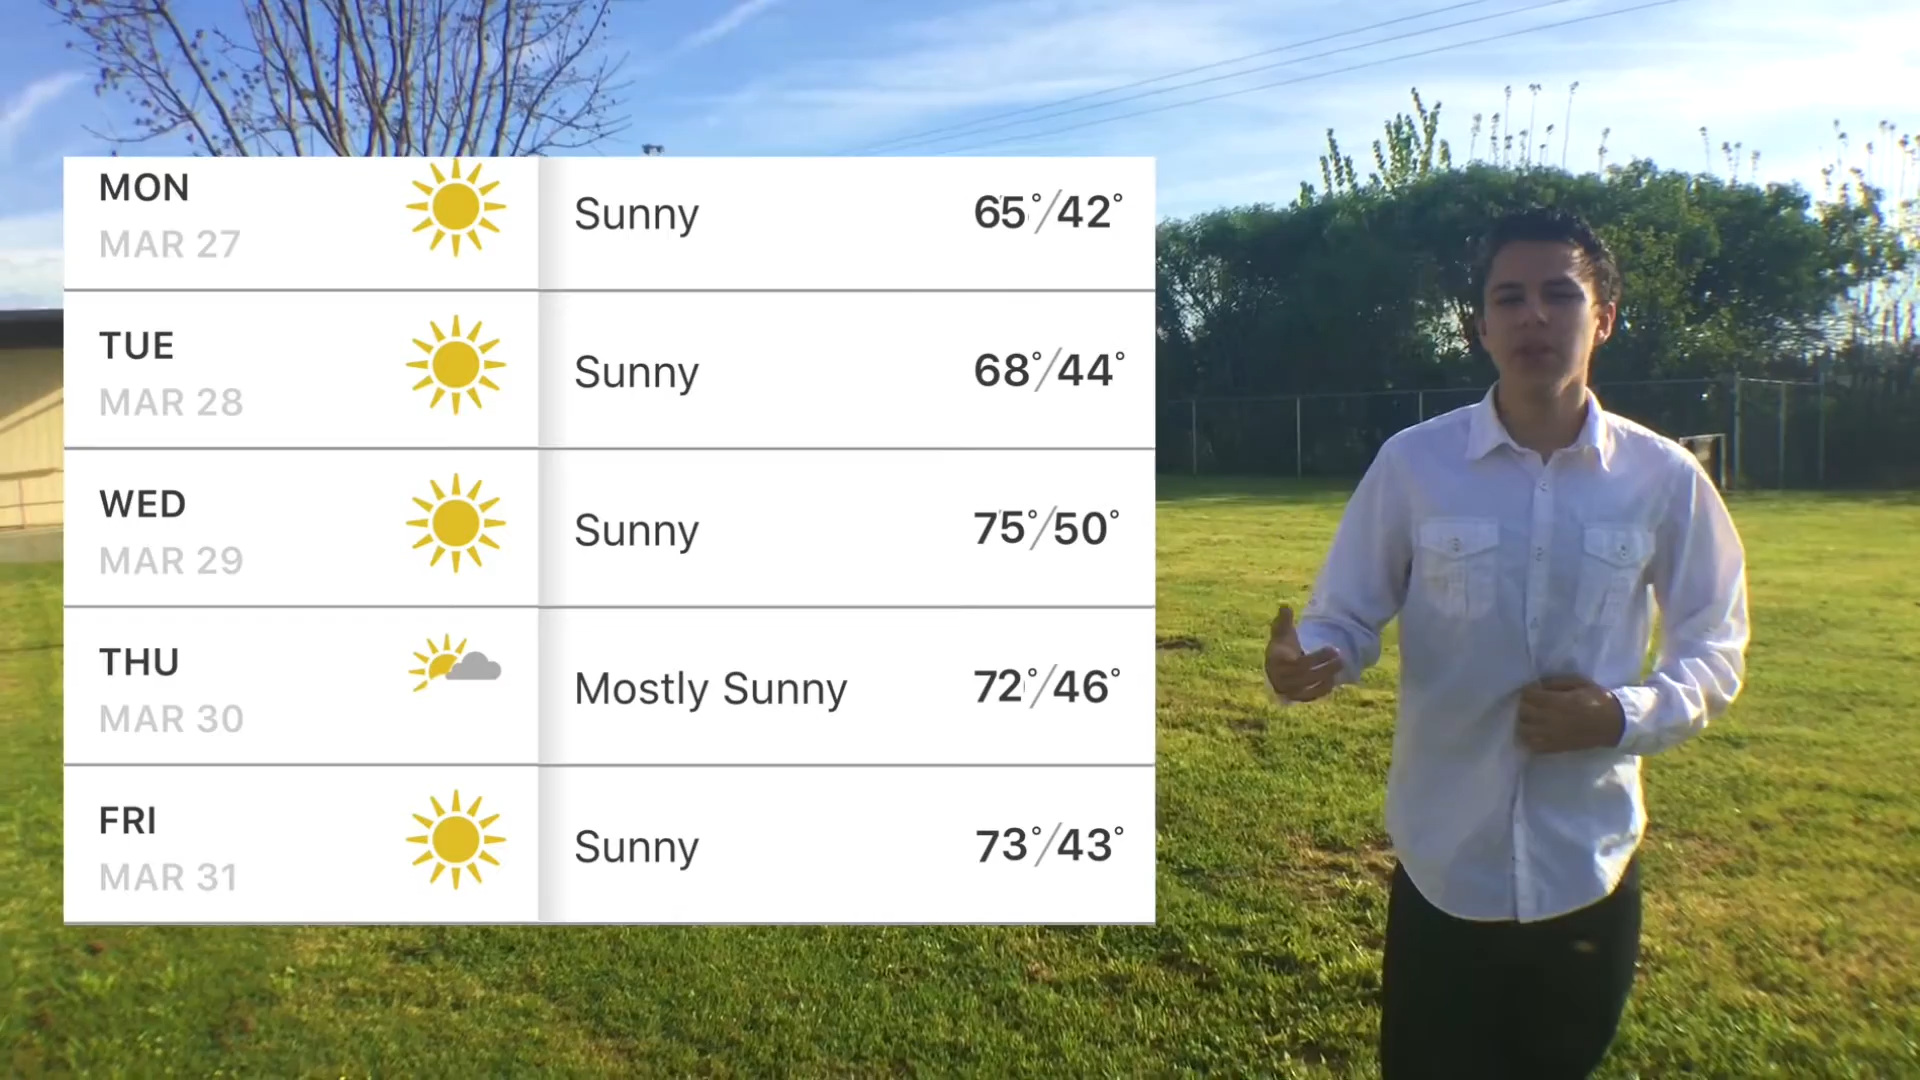 MON
MAR 27
Sunny
65°/42°
TUE
MAR 28
Sunny
68°/44°
WED
MAR 29
Sunny
75°/50°
THU
MAR 30
Mostly Sunny
72°/46°
FRI
MAR 31
Sunny
73°/43°